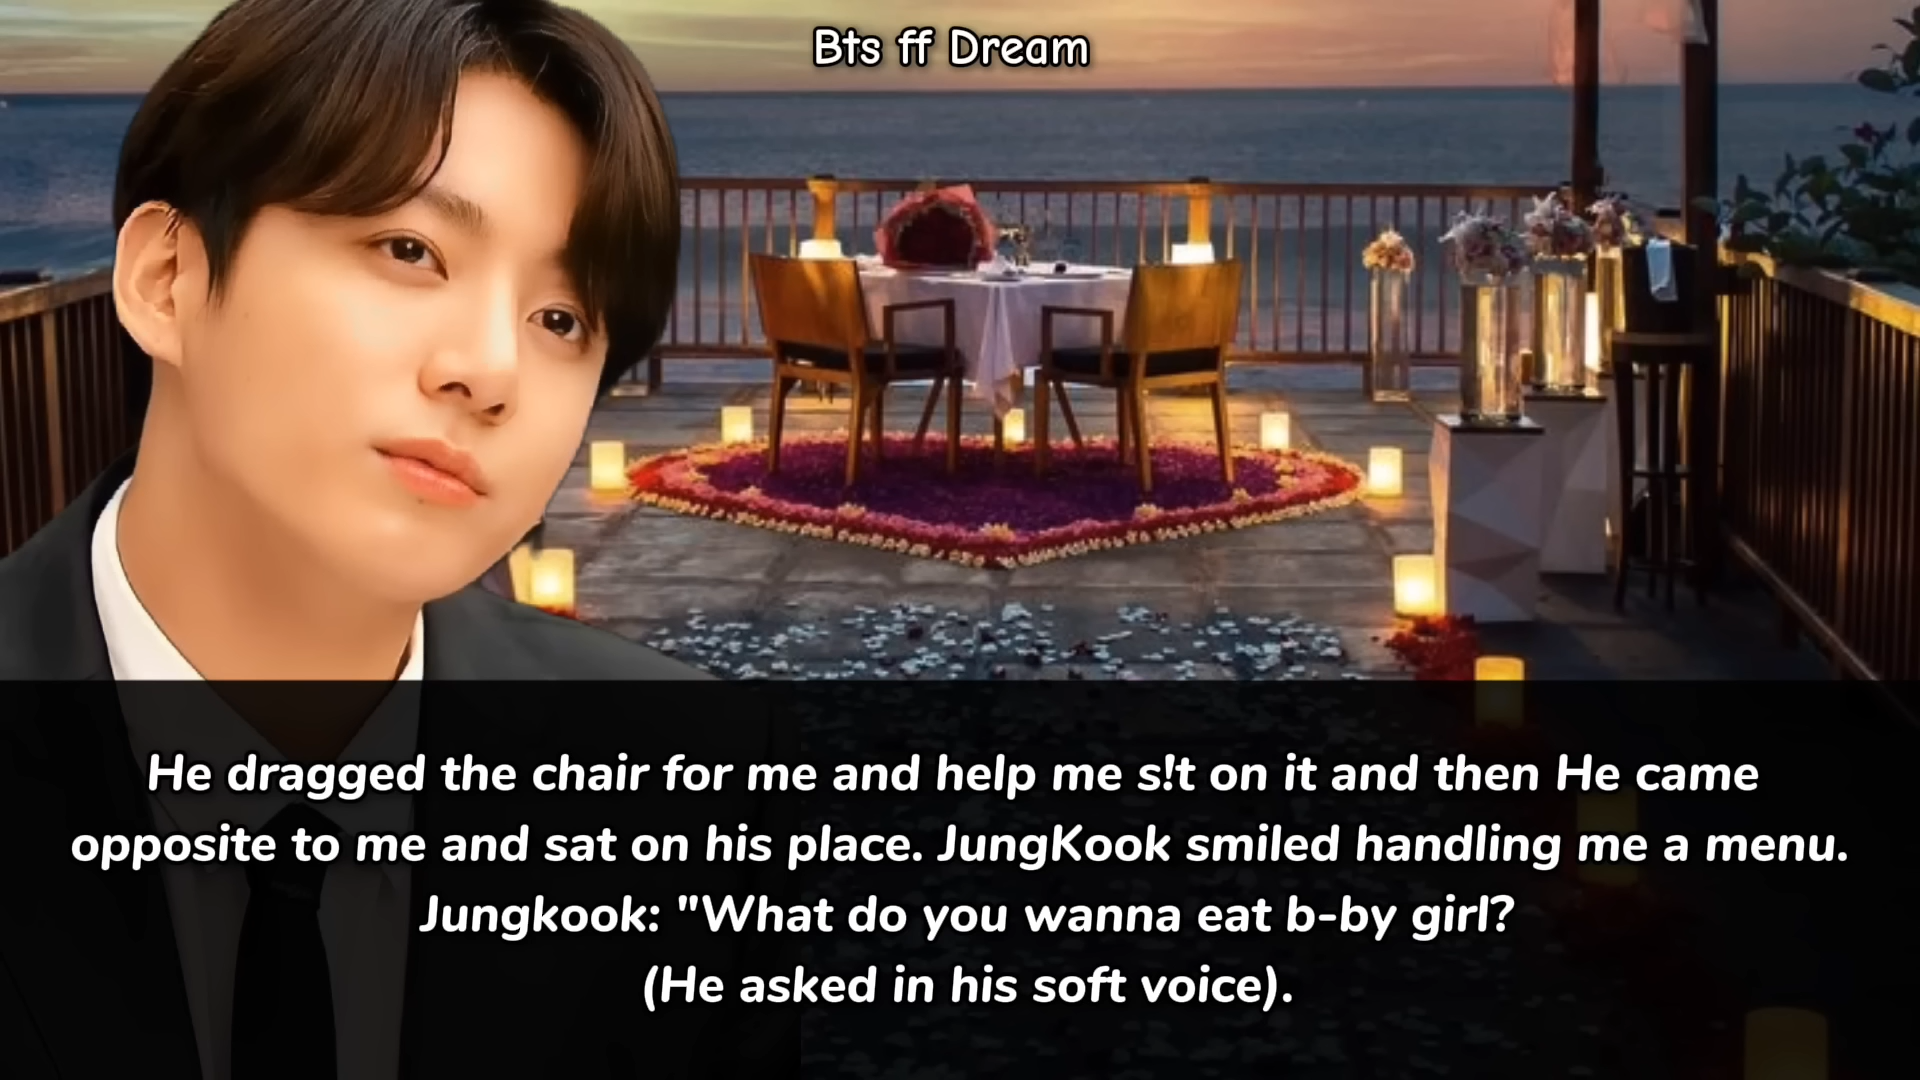 Bts ff Dream
He dragged the chair for me and help me s!t on it and then He came
opposite to me and sat on his place. JungKook smiled handling me a menu.
Jungkook: "What do you wanna eat b-by girl?
(He asked in his soft voice).